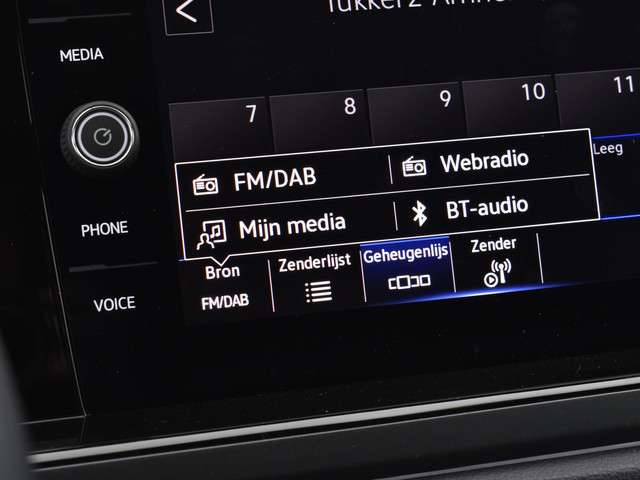 MEDIA
7
8
9
10
11
Leeg
FM/DAB
Webradio
Mijn media
BT-audio
PHONE
Bron
Zenderlijst
Geheugenlijs
Zender
FM/DAB
VOICE